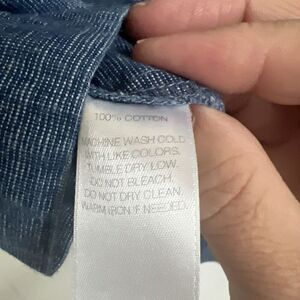 100% COTTON
MACHINE WASH COLD
WITH LIKE COLORS.
TUMBLE DRY LOW.
DO NOT BLEACH.
DO NOT DRY CLEAN.
WARM IRON IF NEEDED.